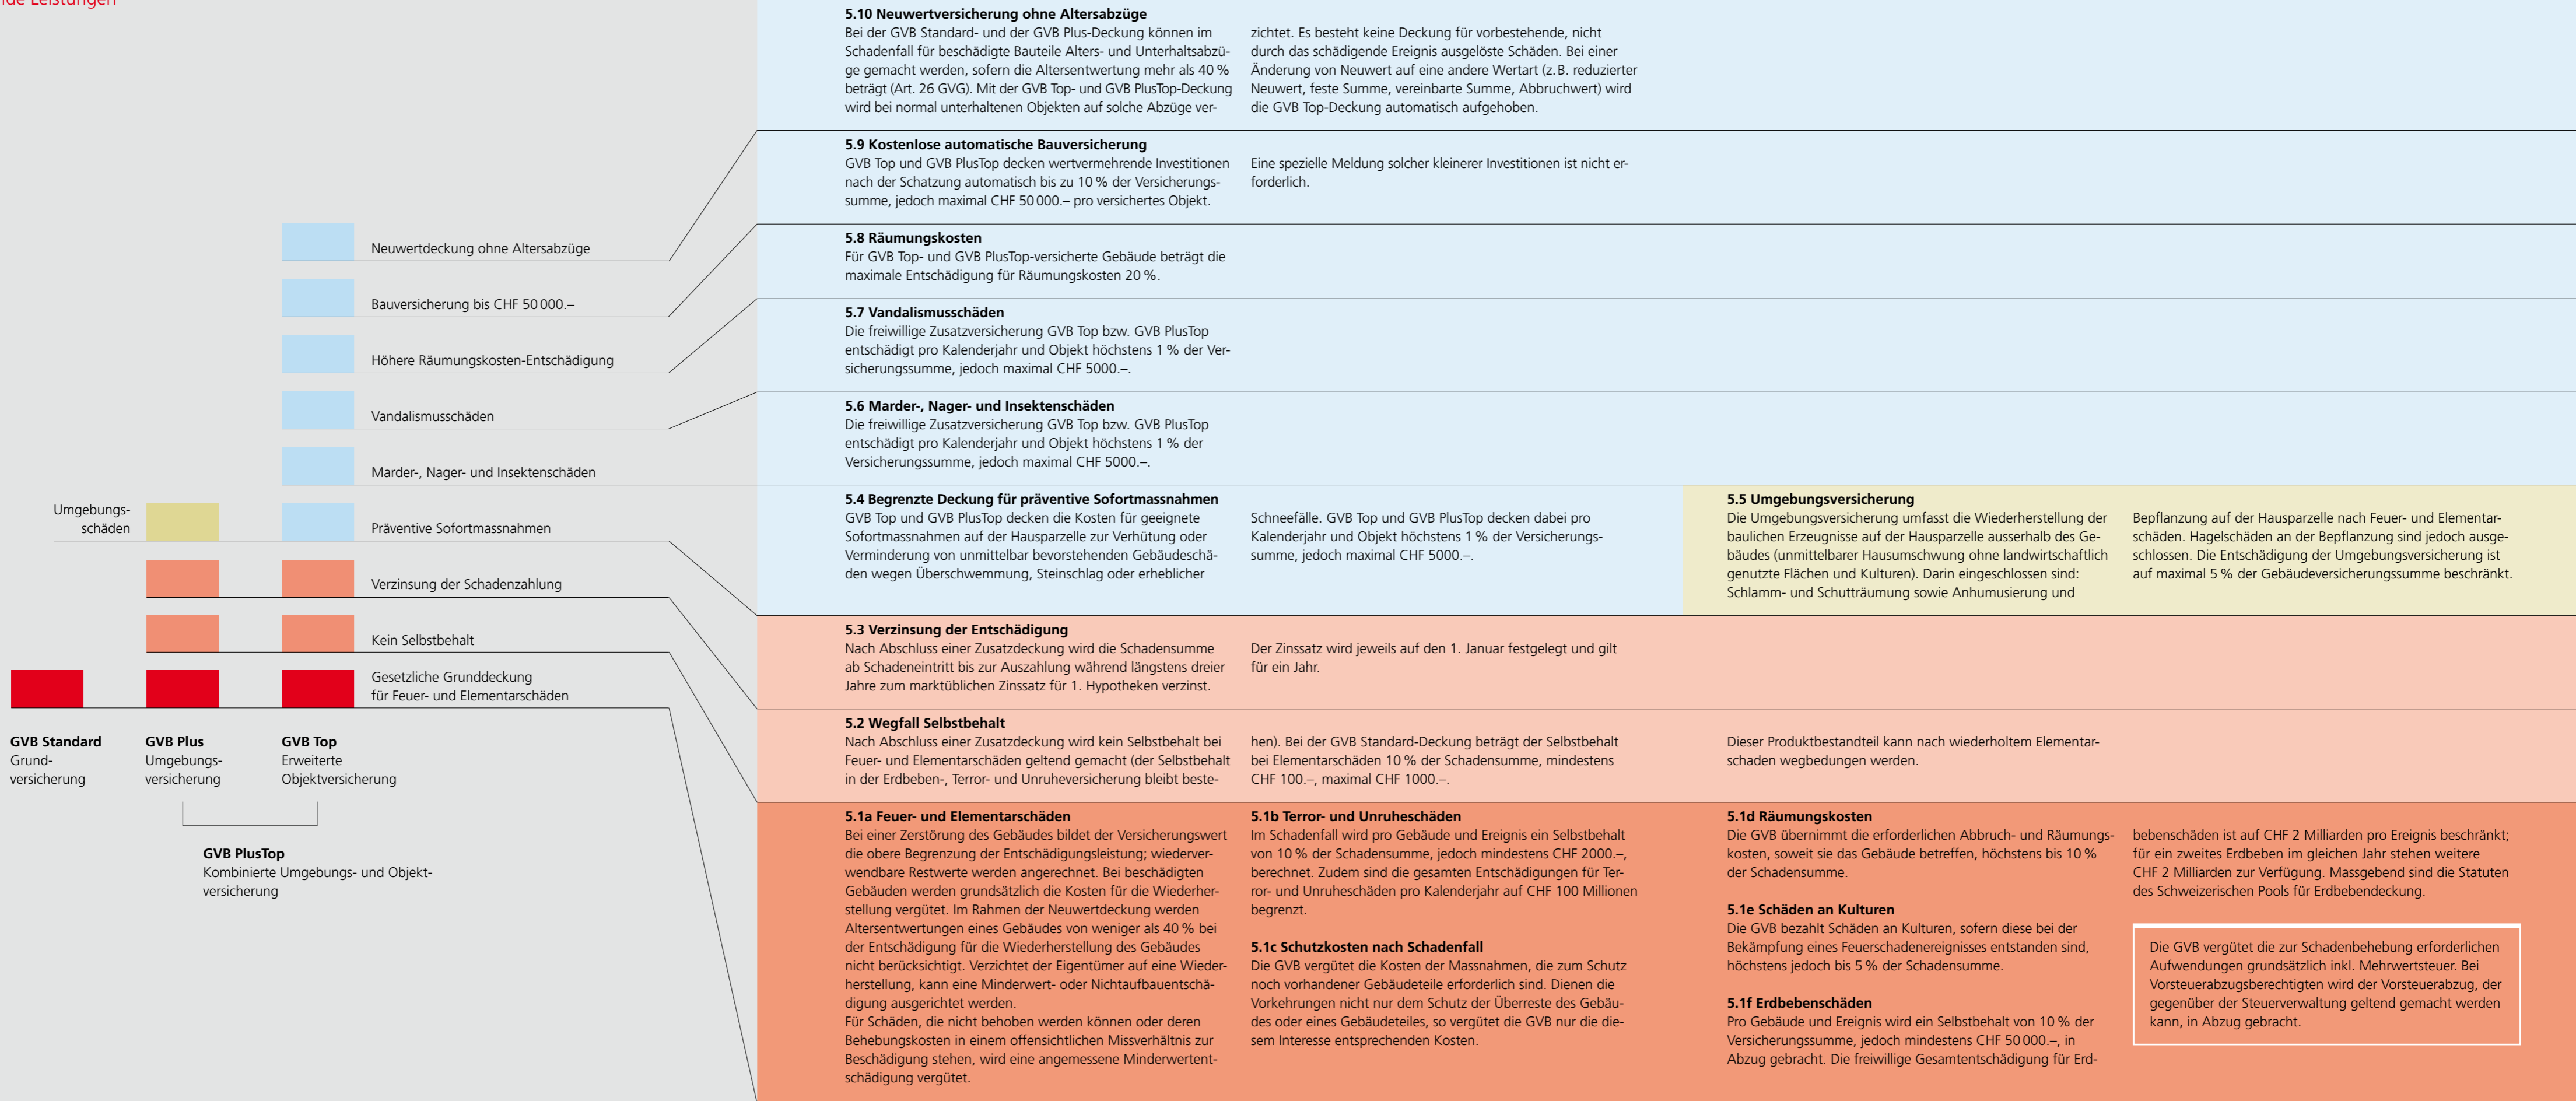 nde Leistungen
Neuwertdeckung ohne Altersabzüge
Bauversicherung bis CHF 50 000.–
Höhere Räumungskosten-Entschädigung
Vandalismusschäden
Marder-, Nager- und Insektenschäden
Umgebungs-
schäden
Präventive Sofortmassnahmen
Verzinsung der Schadenzahlung
Kein Selbstbehalt
Gesetzliche Grunddeckung
für Feuer- und Elementarschäden
GVB Standard
Grund-
versicherung
GVB Plus
Umgebungs-
versicherung
GVB Top
Erweiterte
Objektversicherung
GVB PlusTop
Kombinierte Umgebungs- und Objekt-
versicherung
5.10 Neuwertversicherung ohne Altersabzüge
Bei der GVB Standard- und der GVB Plus-Deckung können im
Schadenfall für beschädigte Bauteile Alters- und Unterhaltsabzü-
ge gemacht werden, sofern die Altersentwertung mehr als 40 %
beträgt (Art. 26 GVG). Mit der GVB Top- und GVB PlusTop-Deckung
wird bei normal unterhaltenen Objekten auf solche Abzüge ver-
zichtet. Es besteht keine Deckung für vorbestehende, nicht
durch das schädigende Ereignis ausgelöste Schäden. Bei einer
Änderung von Neuwert auf eine andere Wertart (z. B. reduzierter
Neuwert, feste Summe, vereinbarte Summe, Abbruchwert) wird
die GVB Top-Deckung automatisch aufgehoben.
5.9 Kostenlose automatische Bauversicherung
GVB Top und GVB PlusTop decken wertvermehrende Investitionen
nach der Schatzung automatisch bis zu 10 % der Versicherungs-
summe, jedoch maximal CHF 50 000.– pro versichertes Objekt.
Eine spezielle Meldung solcher kleinerer Investitionen ist nicht er-
forderlich.
5.8 Räumungskosten
Für GVB Top- und GVB PlusTop-versicherte Gebäude beträgt die
maximale Entschädigung für Räumungskosten 20 %.
5.7 Vandalismusschäden
Die freiwillige Zusatzversicherung GVB Top bzw. GVB PlusTop
entschädigt pro Kalenderjahr und Objekt höchstens 1 % der Ver-
sicherungssumme, jedoch maximal CHF 5000.–.
5.6 Marder-, Nager- und Insektenschäden
Die freiwillige Zusatzversicherung GVB Top bzw. GVB PlusTop
entschädigt pro Kalenderjahr und Objekt höchstens 1 % der
Versicherungssumme, jedoch maximal CHF 5000.–.
5.4 Begrenzte Deckung für präventive Sofortmassnahmen
GVB Top und GVB PlusTop decken die Kosten für geeignete
Sofortmassnahmen auf der Hausparzelle zur Verhütung oder
Verminderung von unmittelbar bevorstehenden Gebäudeschä-
den wegen Überschwemmung, Steinschlag oder erheblicher
Schneefälle. GVB Top und GVB PlusTop decken dabei pro
Kalenderjahr und Objekt höchstens 1 % der Versicherungs-
summe, jedoch maximal CHF 5000.–.
5.5 Umgebungsversicherung
Die Umgebungsversicherung umfasst die Wiederherstellung der
baulichen Erzeugnisse auf der Hausparzelle ausserhalb des Ge-
bäudes (unmittelbarer Hausumschwung ohne landwirtschaftlich
genutzte Flächen und Kulturen). Darin eingeschlossen sind:
Schlamm- und Schutträumung sowie Anhumusierung und
Bepflanzung auf der Hausparzelle nach Feuer- und Elementar-
schäden. Hagelschäden an der Bepflanzung sind jedoch ausge-
schlossen. Die Entschädigung der Umgebungsversicherung ist
auf maximal 5 % der Gebäudeversicherungssumme beschränkt.
5.3 Verzinsung der Entschädigung
Nach Abschluss einer Zusatzdeckung wird die Schadensumme
ab Schadeneintritt bis zur Auszahlung während längstens dreier
Jahre zum marktüblichen Zinssatz für 1. Hypotheken verzinst.
Der Zinssatz wird jeweils auf den 1. Januar festgelegt und gilt
für ein Jahr.
5.2 Wegfall Selbstbehalt
Nach Abschluss einer Zusatzdeckung wird kein Selbstbehalt bei
Feuer- und Elementarschäden geltend gemacht (der Selbstbehalt
in der Erdbeben-, Terror- und Unruheversicherung bleibt beste-
hen). Bei der GVB Standard-Deckung beträgt der Selbstbehalt
bei Elementarschäden 10 % der Schadensumme, mindestens
CHF 100.–, maximal CHF 1000.–.
Dieser Produktbestandteil kann nach wiederholtem Elementar-
schaden wegbedungen werden.
5.1a Feuer- und Elementarschäden
Bei einer Zerstörung des Gebäudes bildet der Versicherungswert
die obere Begrenzung der Entschädigungsleistung; wiederver-
wendbare Restwerte werden angerechnet. Bei beschädigten
Gebäuden werden grundsätzlich die Kosten für die Wiederher-
stellung vergütet. Im Rahmen der Neuwertdeckung werden
Altersentwertungen eines Gebäudes von weniger als 40 % bei
der Entschädigung für die Wiederherstellung des Gebäudes
nicht berücksichtigt. Verzichtet der Eigentümer auf eine Wieder-
herstellung, kann eine Minderwert- oder Nichtaufbauentschä-
digung ausgerichtet werden.
Für Schäden, die nicht behoben werden können oder deren
Behebungskosten in einem offensichtlichen Missverhältnis zur
Beschädigung stehen, wird eine angemessene Minderwertent-
schädigung vergütet.
5.1b Terror- und Unruheschäden
Im Schadenfall wird pro Gebäude und Ereignis ein Selbstbehalt
von 10 % der Schadensumme, jedoch mindestens CHF 2000.–,
berechnet. Zudem sind die gesamten Entschädigungen für Ter-
ror- und Unruheschäden pro Kalenderjahr auf CHF 100 Millionen
begrenzt.
5.1c Schutzkosten nach Schadenfall
Die GVB vergütet die Kosten der Massnahmen, die zum Schutz
noch vorhandener Gebäudeteile erforderlich sind. Dienen die
Vorkehrungen nicht nur dem Schutz der Überreste des Gebäu-
des oder eines Gebäudeteiles, so vergütet die GVB nur die die-
sem Interesse entsprechenden Kosten.
5.1d Räumungskosten
Die GVB übernimmt die erforderlichen Abbruch- und Räumungs-
kosten, soweit sie das Gebäude betreffen, höchstens bis 10 %
der Schadensumme.
5.1e Schäden an Kulturen
Die GVB bezahlt Schäden an Kulturen, sofern diese bei der
Bekämpfung eines Feuerschadenereignisses entstanden sind,
höchstens jedoch bis 5 % der Schadensumme.
5.1f Erdbebenschäden
Pro Gebäude und Ereignis wird ein Selbstbehalt von 10 % der
Versicherungssumme, jedoch mindestens CHF 50 000.–, in
Abzug gebracht. Die freiwillige Gesamtentschädigung für Erd-
bebenschäden ist auf CHF 2 Milliarden pro Ereignis beschränkt;
für ein zweites Erdbeben im gleichen Jahr stehen weitere
CHF 2 Milliarden zur Verfügung. Massgebend sind die Statuten
des Schweizerischen Pools für Erdbebendeckung.
Die GVB vergütet die zur Schadenbehebung erforderlichen
Aufwendungen grundsätzlich inkl. Mehrwertsteuer. Bei
Vorsteuerabzugsberechtigten wird der Vorsteuerabzug, der
gegenüber der Steuerverwaltung geltend gemacht werden
kann, in Abzug gebracht.